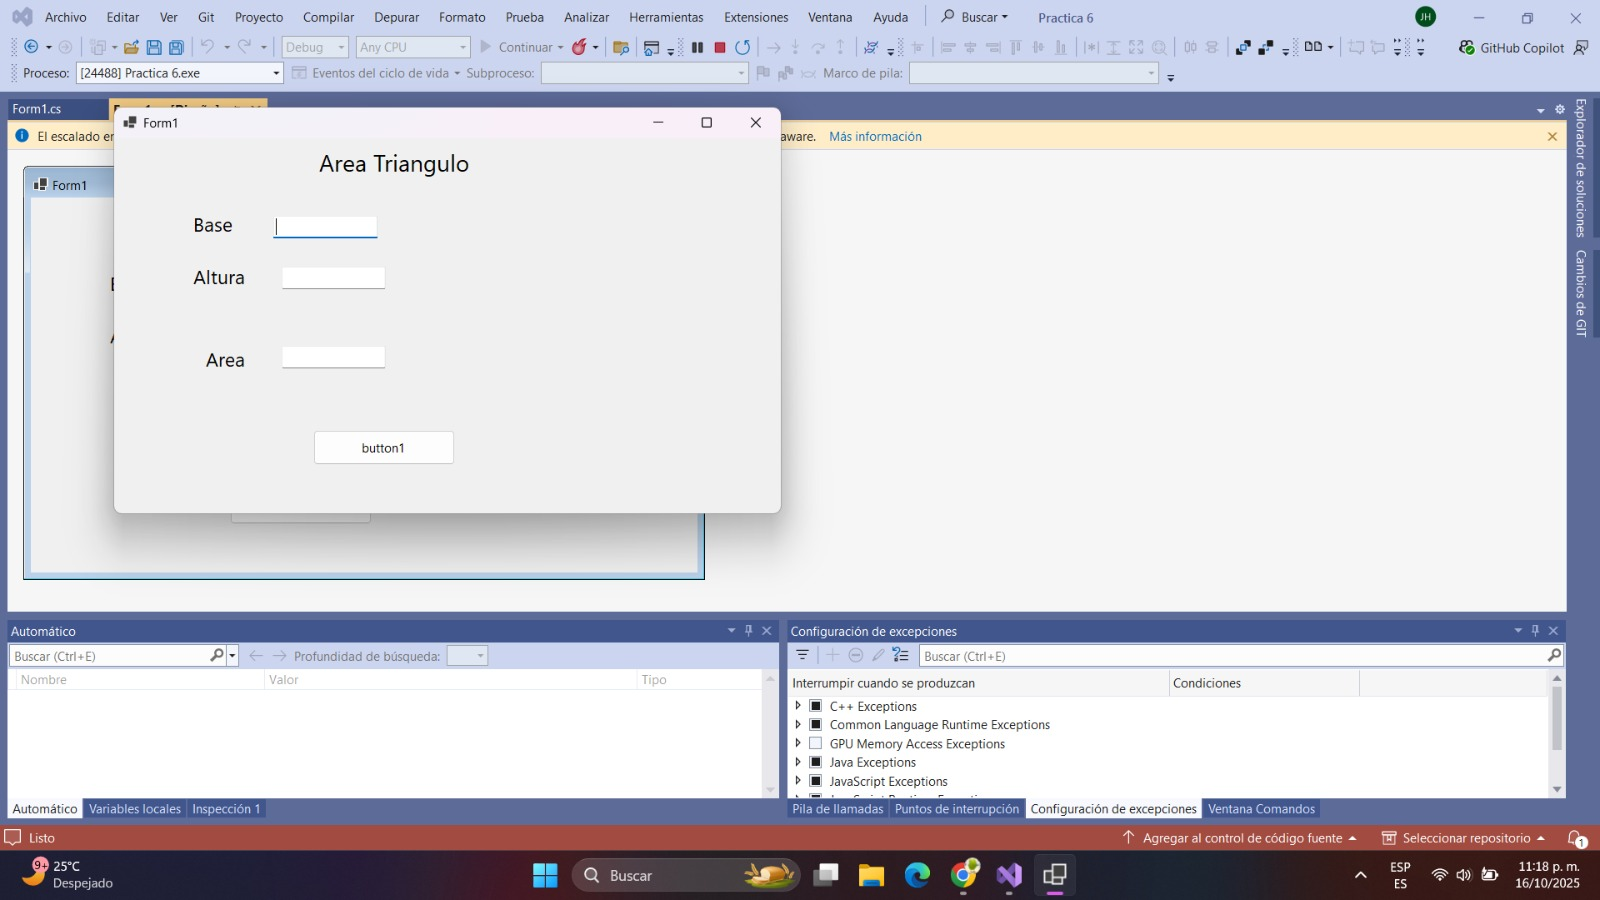 Archivo Editar Ver Git Proyecto Compilar Depurar Formato Prueba Analizar Herramientas Extensiones Ventana Ayuda Buscar Practica 6 JH
Debug Any CPU Continuar GitHub Copilot
Proceso: [24488] Practica 6.exe Eventos del ciclo de vida Subproceso: Marco de pila:
Form1.cs
El escalado en aware. Más información
Form1
Form1
Area Triangulo
Base
Altura
Area
button1
Explorador de soluciones
Cambios de GIT
Automático
Buscar (Ctrl+E) Profundidad de búsqueda:
Nombre Valor Tipo
Automático Variables locales Inspección 1
Configuración de excepciones
Buscar (Ctrl+E)
Interrumpir cuando se produzcan Condiciones
C++ Exceptions
Common Language Runtime Exceptions
GPU Memory Access Exceptions
Java Exceptions
JavaScript Exceptions
Pila de llamadas Puntos de interrupción Configuración de excepciones Ventana Comandos
Listo Agregar al control de código fuente Seleccionar repositorio 1
9+ 25°C
Despejado
Buscar
ESP
ES
11:18 p. m.
16/10/2025